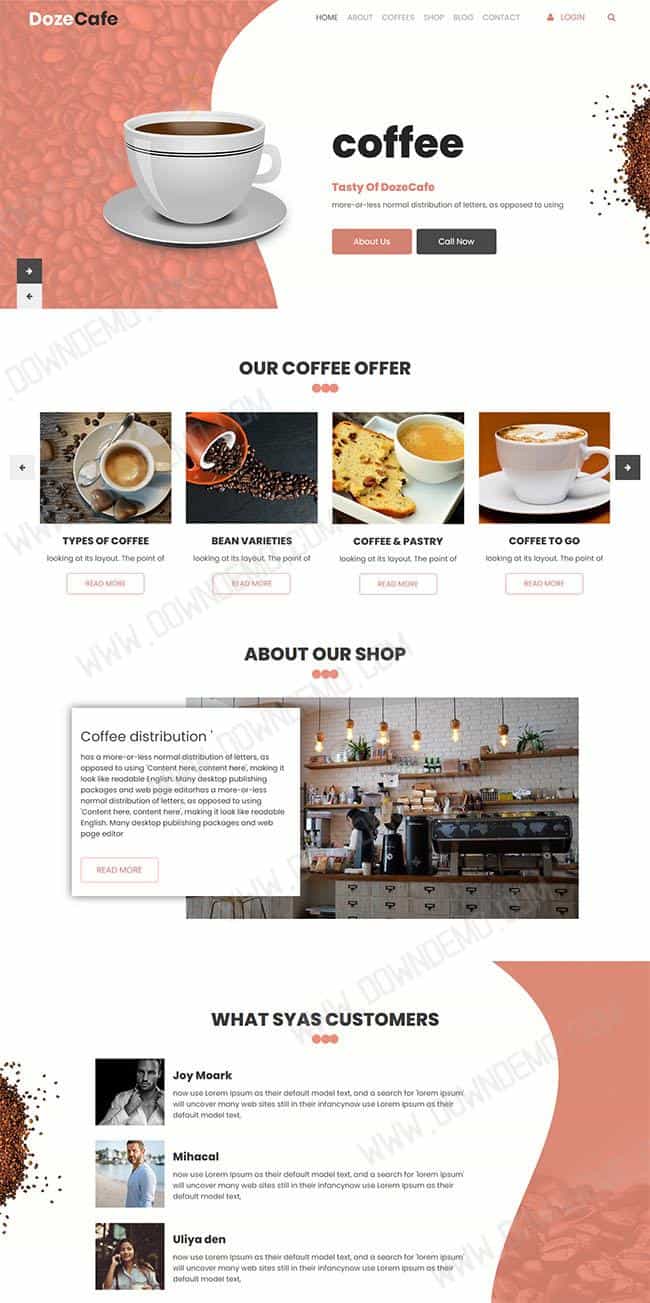 DozeCafe
HOME ABOUT COFFEES SHOP BLOG CONTACT LOGIN
coffee
Tasty Of DozeCafe
more-or-less normal distribution of letters, as opposed to using
About Us Call Now
OUR COFFEE OFFER
TYPES OF COFFEE
looking at its layout. The point of
READ MORE
BEAN VARIETIES
looking at its layout. The point of
READ MORE
COFFEE & PASTRY
looking at its layout. The point of
READ MORE
COFFEE TO GO
looking at its layout. The point of
READ MORE
ABOUT OUR SHOP
Coffee distribution '
has a more-or-less normal distribution of letters, as
opposed to using 'Content here, content here', making it
look like readable English. Many desktop publishing
packages and web page editorhas a more-or-less
normal distribution of letters, as opposed to using
'Content here, content here', making it look like readable
English. Many desktop publishing packages and web
page editor
READ MORE
WHAT SYAS CUSTOMERS
Joy Moark
now use Lorem Ipsum as their default model text, and a search for 'lorem ipsum'
will uncover many web sites still in their infancynow use Lorem Ipsum as their
default model text,
Mihacal
now use Lorem Ipsum as their default model text, and a search for 'lorem ipsum'
will uncover many web sites still in their infancynow use Lorem Ipsum as their
default model text,
Uliya den
now use Lorem Ipsum as their default model text, and a search for 'lorem ipsum'
will uncover many web sites still in their infancynow use Lorem Ipsum as their
default model text,
WWW.DOWNDEMO.COM